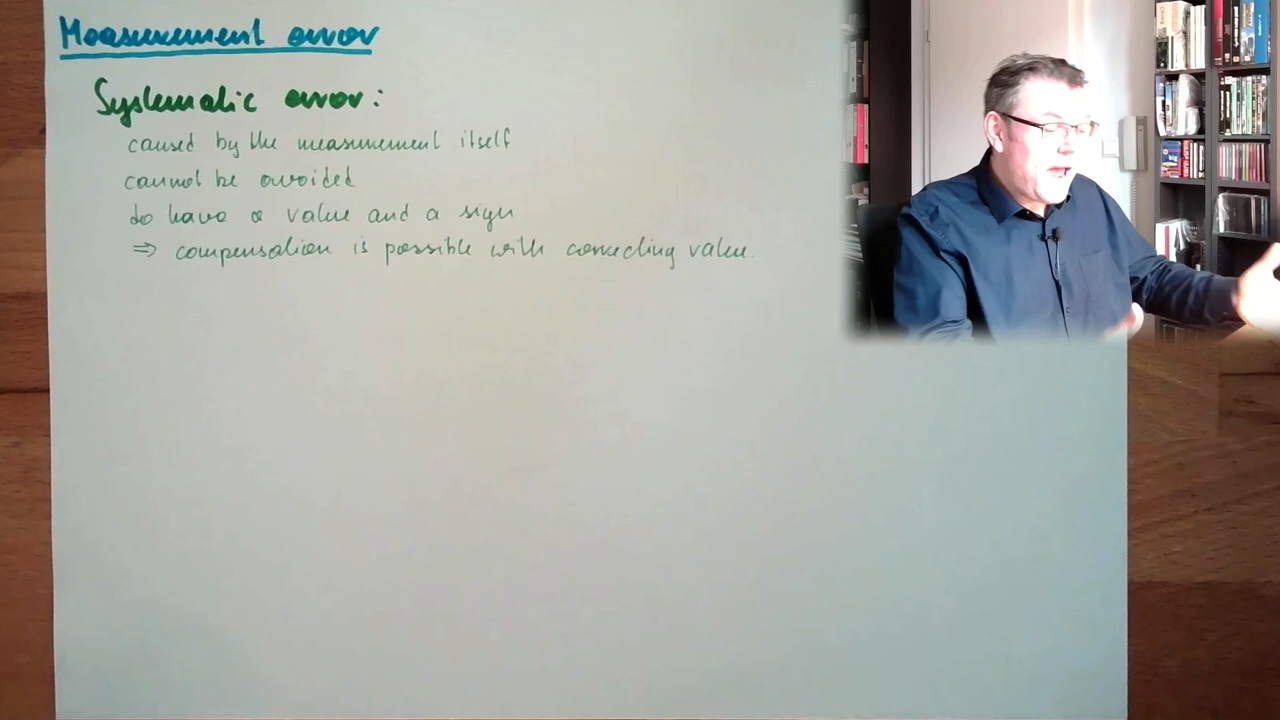 Measurement error
Systematic error:
caused by the measurement itself
cannot be avoided
do have a value and a sign
⇒ compensation is possible with correcting value.